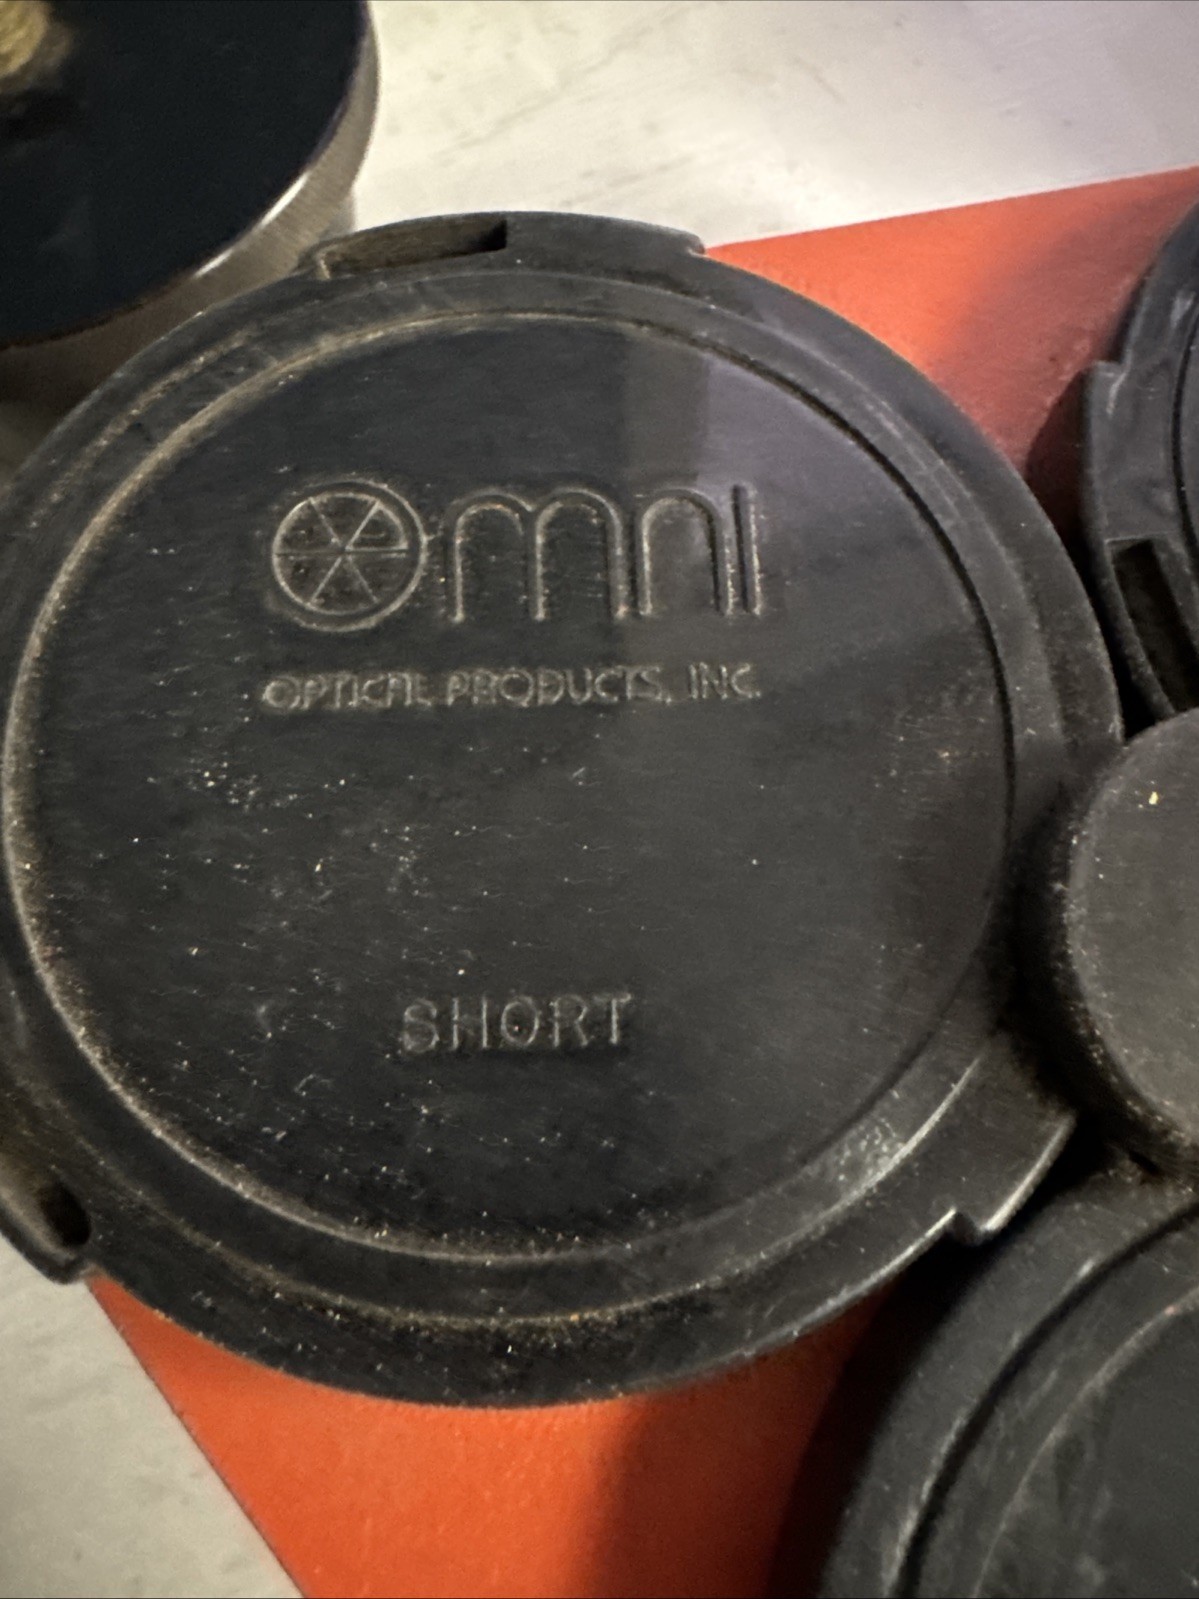 Omni
OPTICAL PRODUCTS, INC.
SHORT